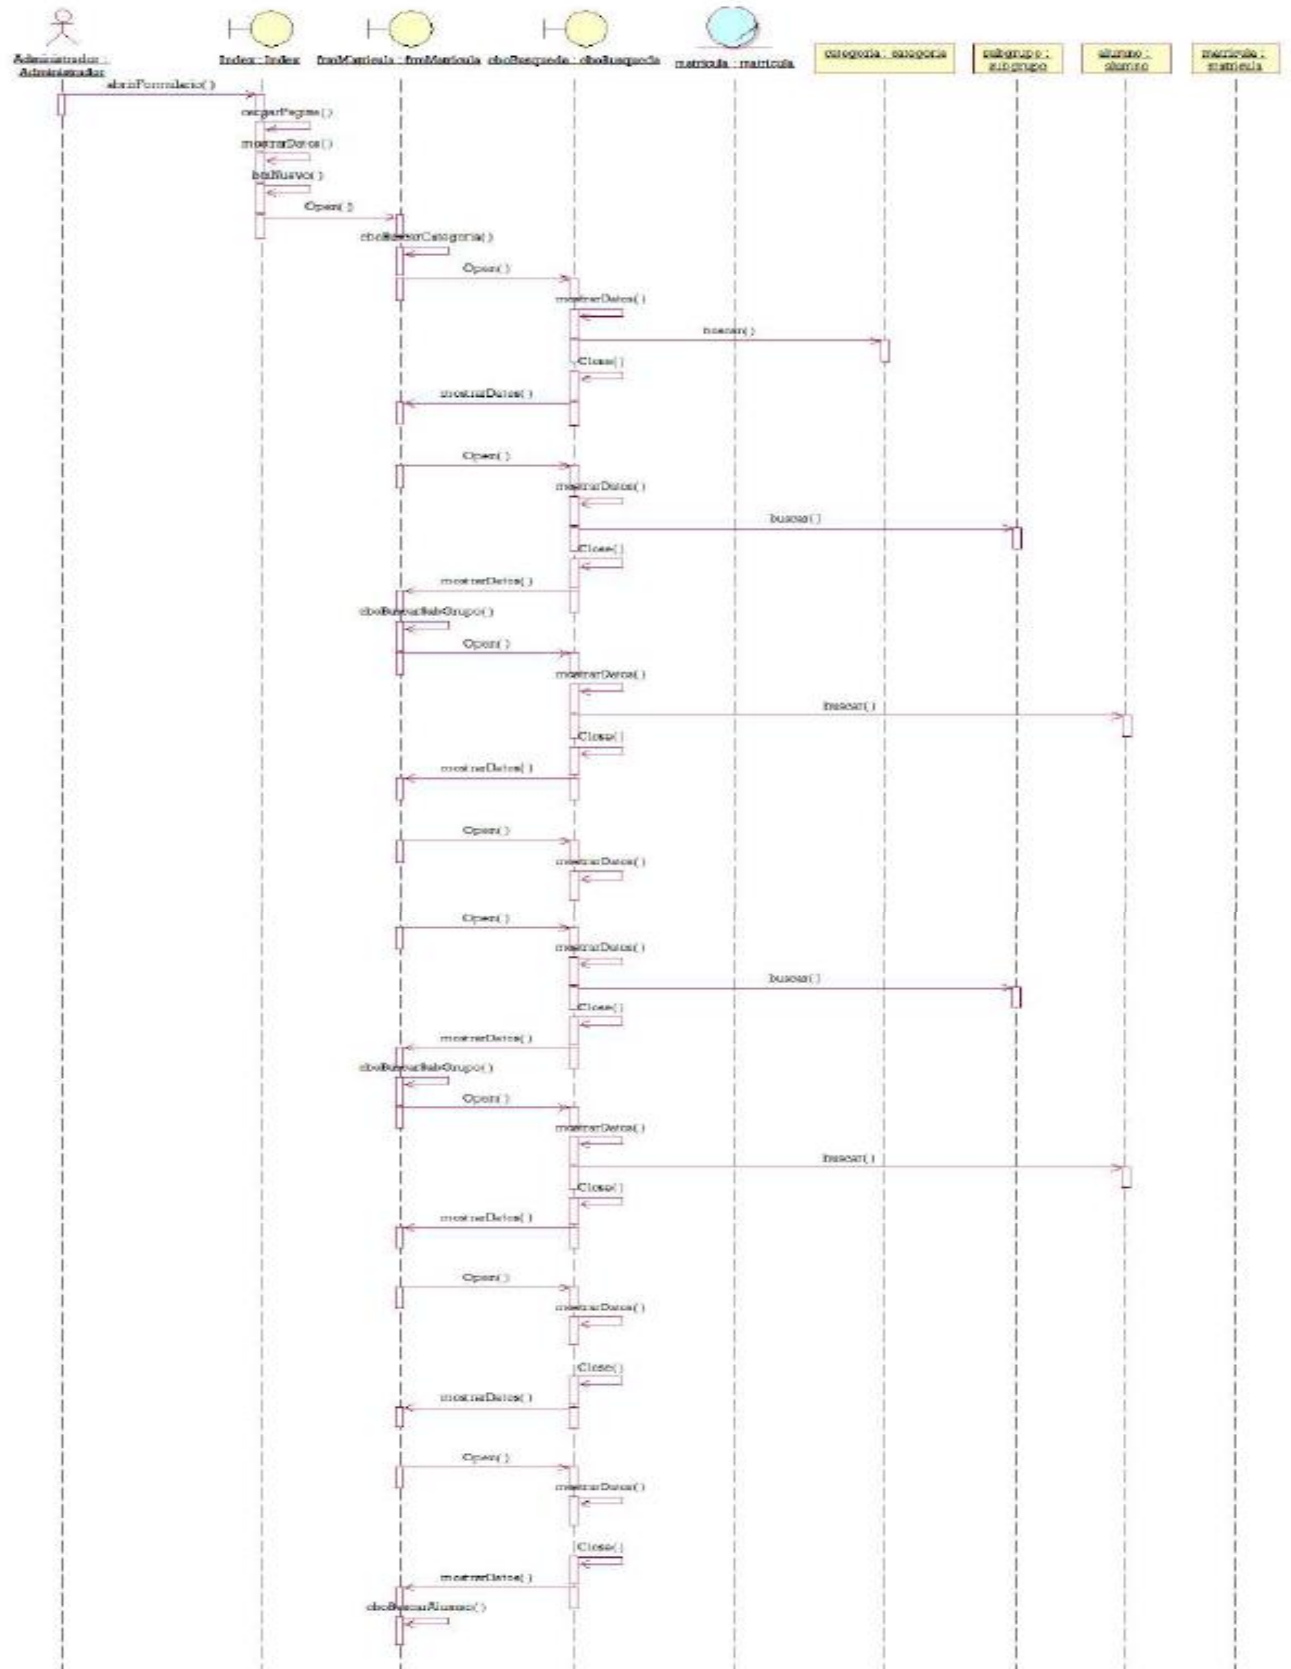 Administrador :
Administrador
Index : Index
frmMatricula : frmMatricula
cboBusqueda : cboBusqueda
matricula : matricula
categoria : categoria
subgrupo :
subgrupo
alumno :
alumno
matricula :
matricula
abrirFormulario( )
cargarPagina( )
mostrarDatos( )
btnNuevo( )
Open( )
cboBuscarCategoria( )
Open( )
mostrarDatos( )
buscar( )
Close( )
mostrarDatos( )
Open( )
mostrarDatos( )
buscar( )
Close( )
mostrarDatos( )
cboBuscarSubGrupo( )
Open( )
mostrarDatos( )
buscar( )
Close( )
mostrarDatos( )
Open( )
mostrarDatos( )
Open( )
mostrarDatos( )
buscar( )
Close( )
mostrarDatos( )
cboBuscarSubGrupo( )
Open( )
mostrarDatos( )
buscar( )
Close( )
mostrarDatos( )
Open( )
mostrarDatos( )
Close( )
mostrarDatos( )
Open( )
mostrarDatos( )
Close( )
mostrarDatos( )
cboBuscarAlumno( )